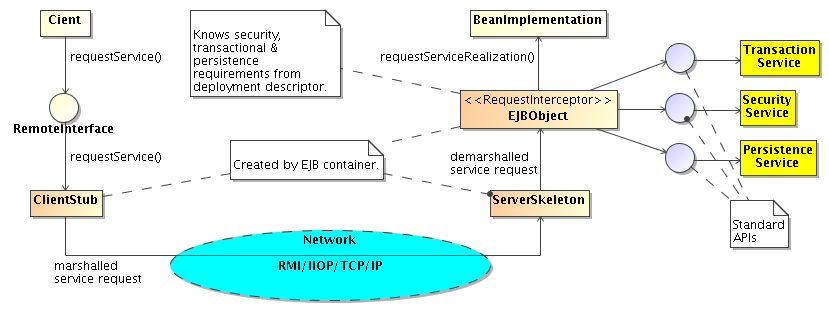 Cient
requestService()
RemoteInterface
requestService()
ClientStub
marshalled
service request
Network
RMI/IIOP/TCP/IP
Knows security,
transactional &
persistence
requirements from
deployment descriptor.
Created by EJB container.
BeanImplementation
requestServiceRealization()
<<RequestInterceptor>>
EJBObject
demarshalled
service request
ServerSkeleton
Transaction
Service
Security
Service
Persistence
Service
Standard
APIs